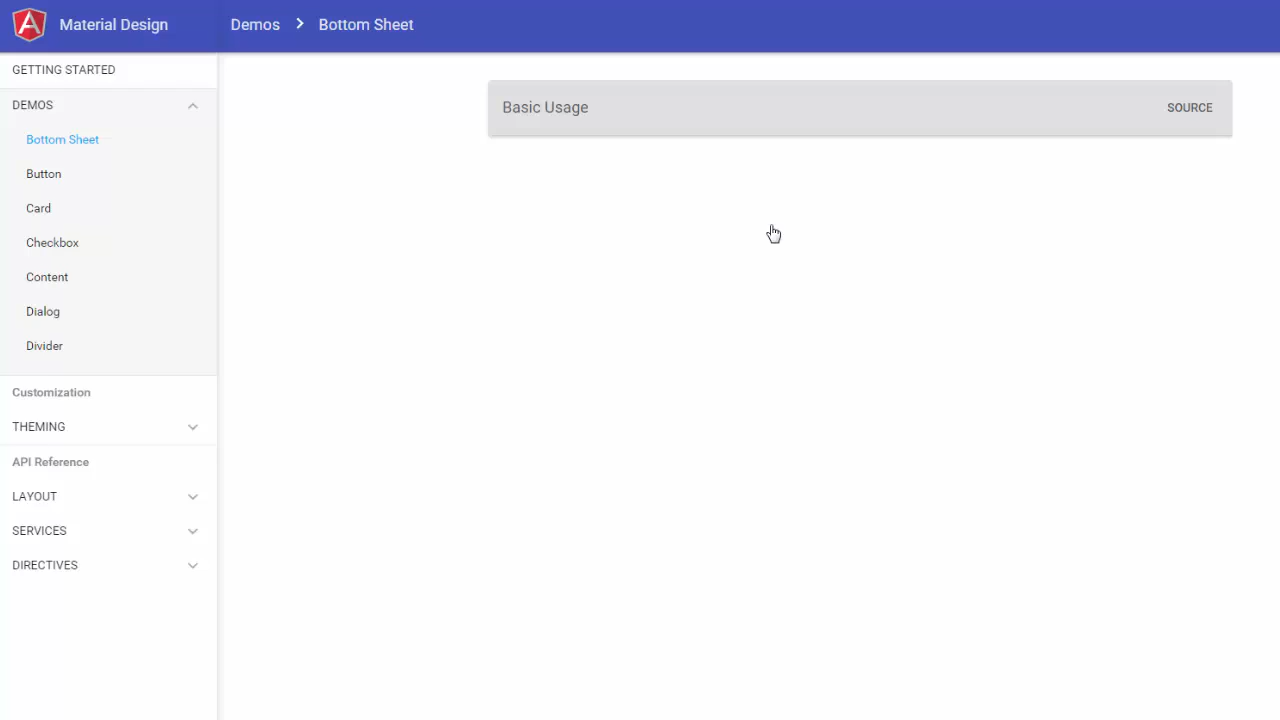 Material Design
Demos > Bottom Sheet
GETTING STARTED
DEMOS
Bottom Sheet
Button
Card
Checkbox
Content
Dialog
Divider
Customization
THEMING
API Reference
LAYOUT
SERVICES
DIRECTIVES
Basic Usage
SOURCE